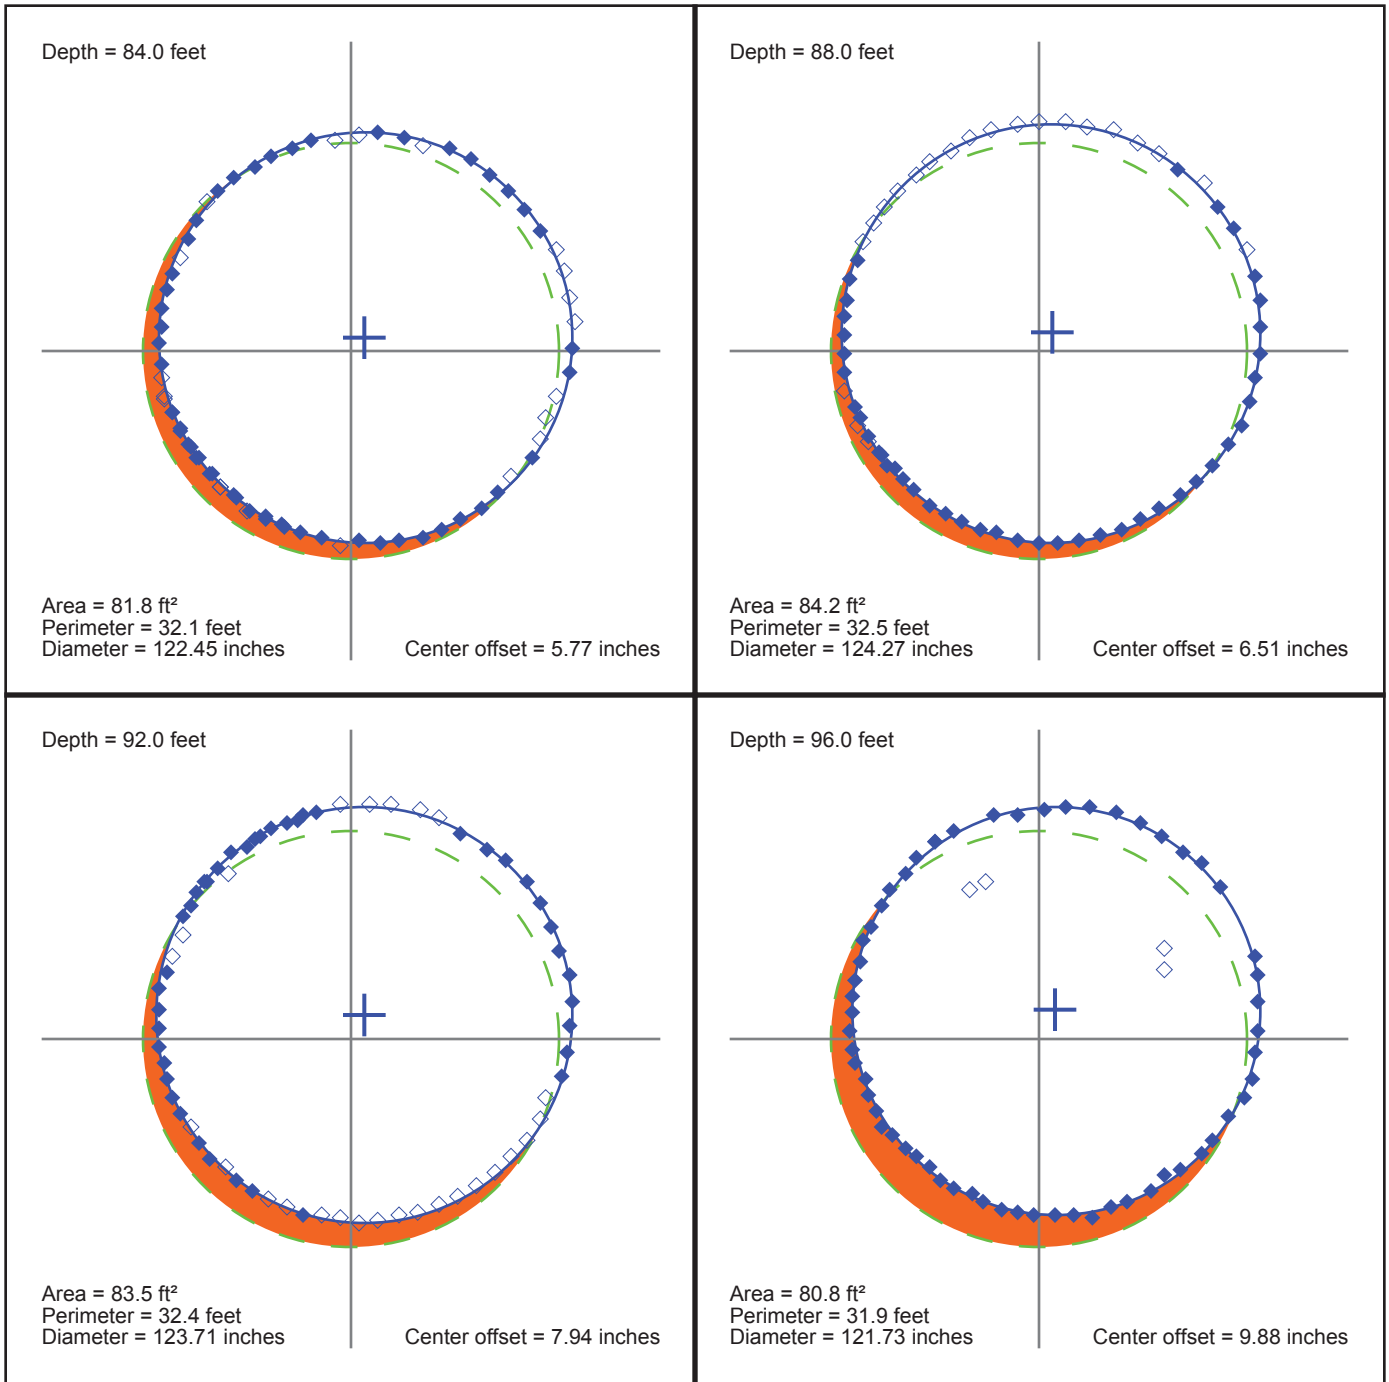 Depth = 84.0 feet
Area = 81.8 ft²
Perimeter = 32.1 feet
Diameter = 122.45 inches
Center offset = 5.77 inches
Depth = 88.0 feet
Area = 84.2 ft²
Perimeter = 32.5 feet
Diameter = 124.27 inches
Center offset = 6.51 inches
Depth = 92.0 feet
Area = 83.5 ft²
Perimeter = 32.4 feet
Diameter = 123.71 inches
Center offset = 7.94 inches
Depth = 96.0 feet
Area = 80.8 ft²
Perimeter = 31.9 feet
Diameter = 121.73 inches
Center offset = 9.88 inches